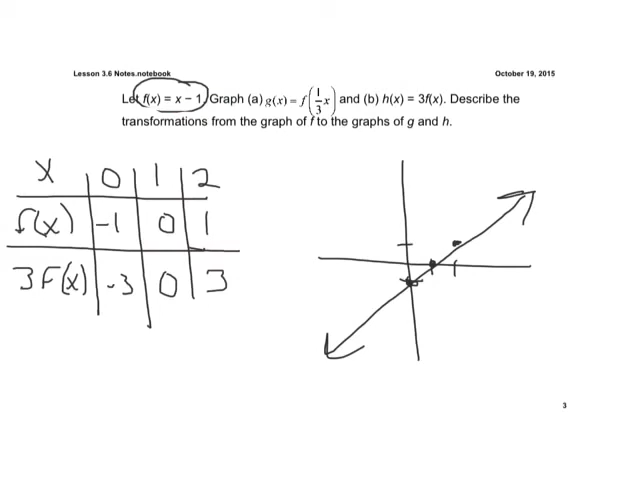 Lesson 3.6 Notes.notebook October 19, 2015
Let f(x) = x − 1. Graph (a) g(x) = f(1/3 x) and (b) h(x) = 3f(x). Describe the
transformations from the graph of f to the graphs of g and h.
X 0 1 2
f(x) -1 0 1
3F(x) -3 0 3
3